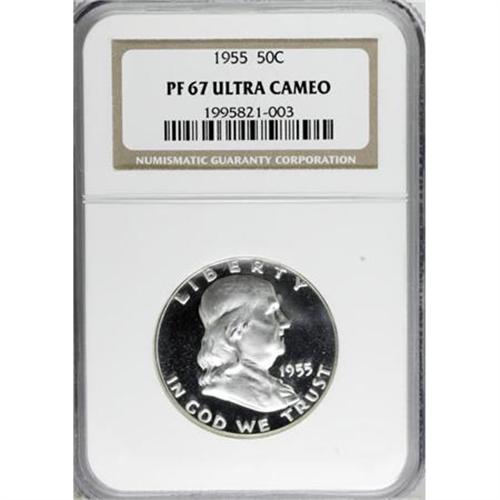 1955 50C
PF 67 ULTRA CAMEO
1995821-003
NUMISMATIC GUARANTY CORPORATION
LIBERTY
1955
IN GOD WE TRUST